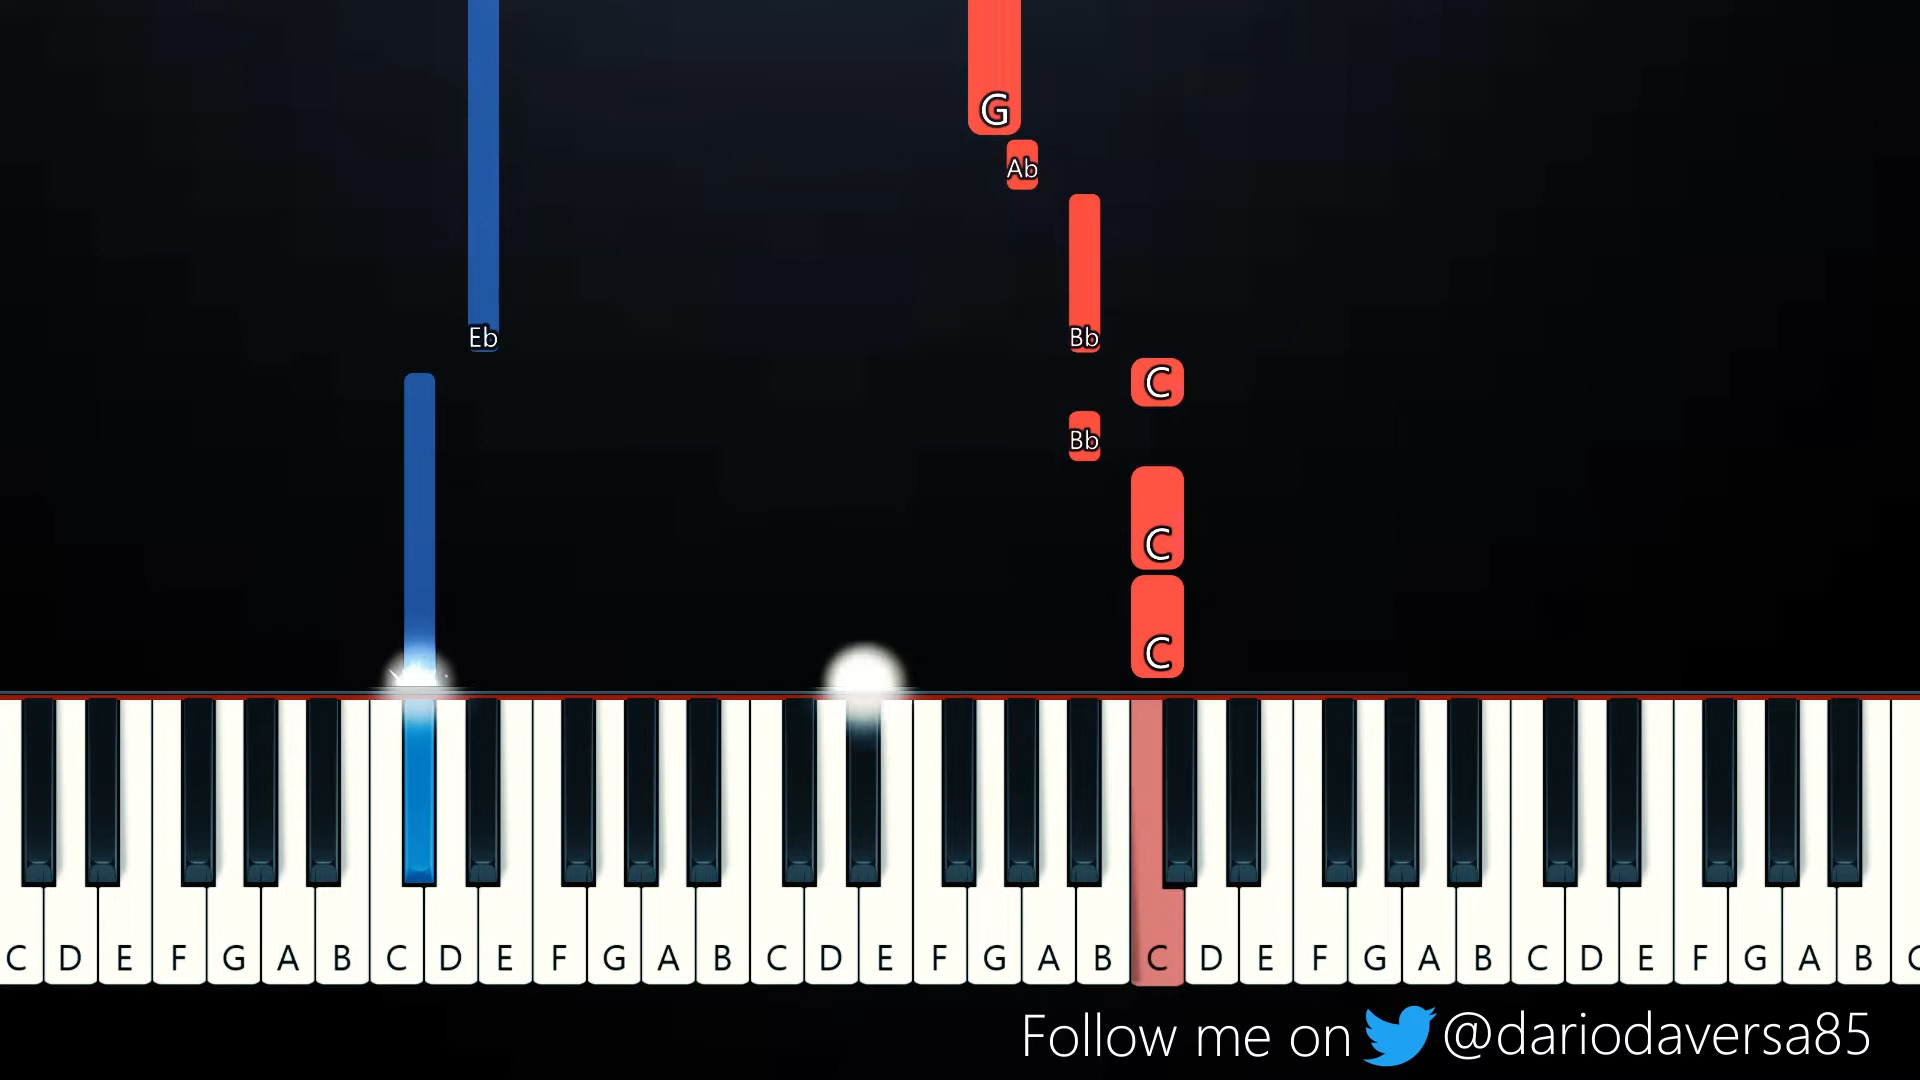 G
Ab
Eb Bb
C
Bb
C
C
C D E F G A B C D E F G A B C D E F G A B C D E F G A B C D E F G A B C
Follow me on @dariodaversa85